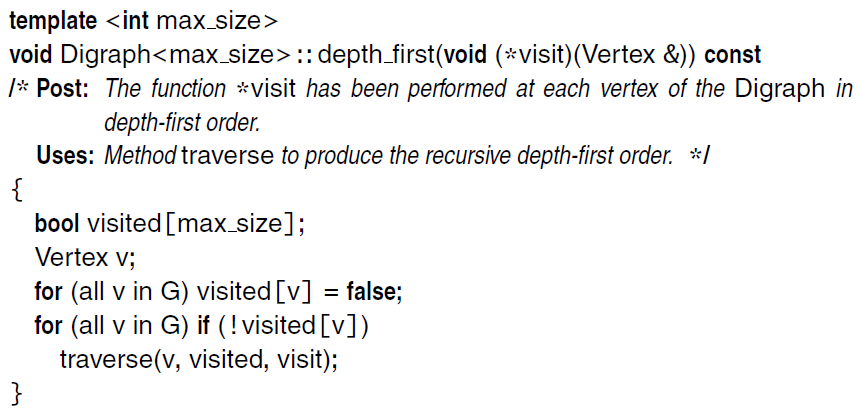 template <int max_size>
void Digraph<max_size> :: depth_first(void (*visit)(Vertex &)) const
/* Post: The function *visit has been performed at each vertex of the Digraph in
depth-first order.
Uses: Method traverse to produce the recursive depth-first order. */
{
bool visited[max_size];
Vertex v;
for (all v in G) visited[v] = false;
for (all v in G) if (!visited[v])
traverse(v, visited, visit);
}